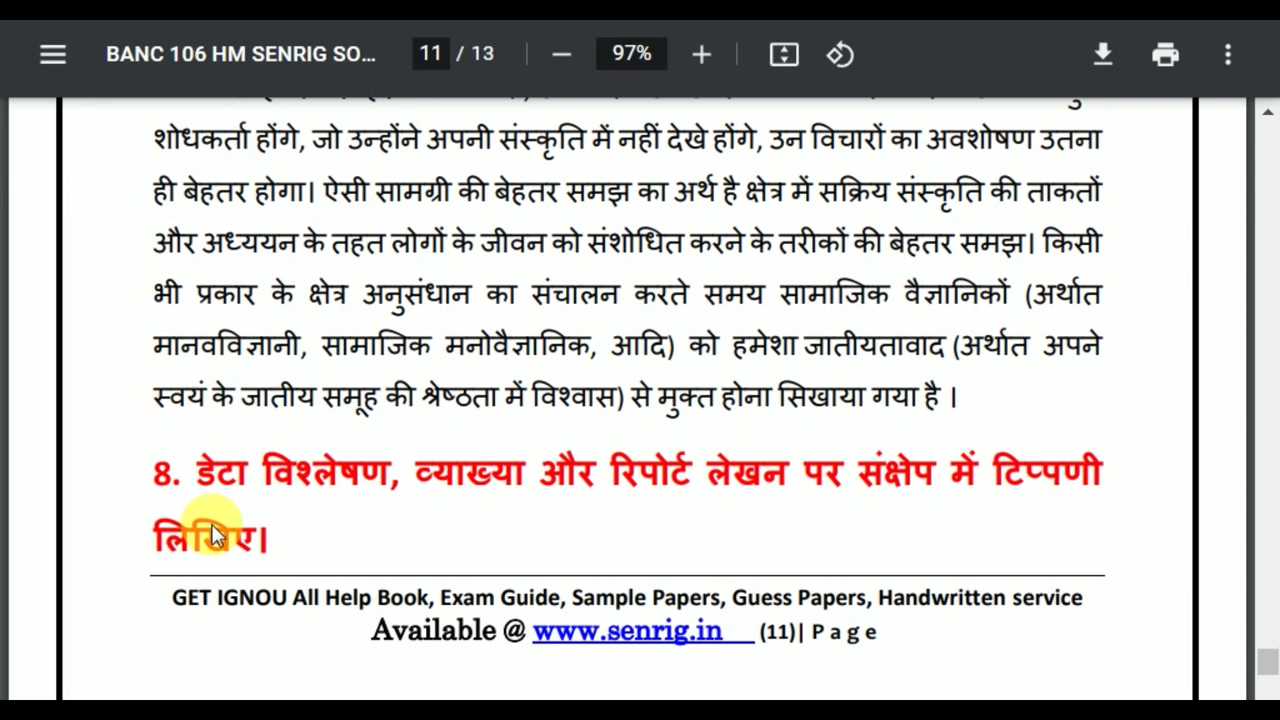 BANC 106 HM SENRIG SO...
11 / 13
97%
शोधकर्ता होंगे, जो उन्होंने अपनी संस्कृति में नहीं देखे होंगे, उन विचारों का अवशोषण उतना
ही बेहतर होगा। ऐसी सामग्री की बेहतर समझ का अर्थ है क्षेत्र में सक्रिय संस्कृति की ताकतों
और अध्ययन के तहत लोगों के जीवन को संशोधित करने के तरीकों की बेहतर समझ। किसी
भी प्रकार के क्षेत्र अनुसंधान का संचालन करते समय सामाजिक वैज्ञानिकों (अर्थात
मानवविज्ञानी, सामाजिक मनोवैज्ञानिक, आदि) को हमेशा जातीयतावाद (अर्थात अपने
स्वयं के जातीय समूह की श्रेष्ठता में विश्वास) से मुक्त होना सिखाया गया है ।
8. डेटा विश्लेषण, व्याख्या और रिपोर्ट लेखन पर संक्षेप में टिप्पणी
लिखिए।
GET IGNOU All Help Book, Exam Guide, Sample Papers, Guess Papers, Handwritten service
Available @ www.senrig.in (11)| P a g e